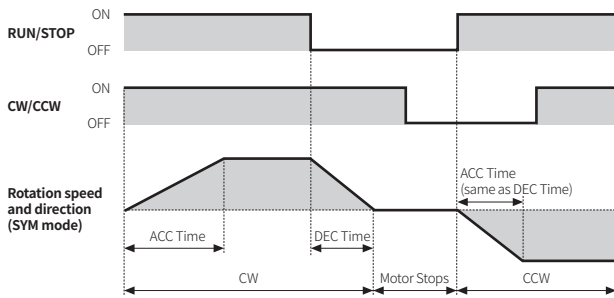 ON
RUN/STOP
OFF
ON
CW/CCW
OFF
ACC Time
(same as DEC Time)
Rotation speed
and direction
(SYM mode)
ACC Time
DEC Time
CW
Motor Stops
CCW